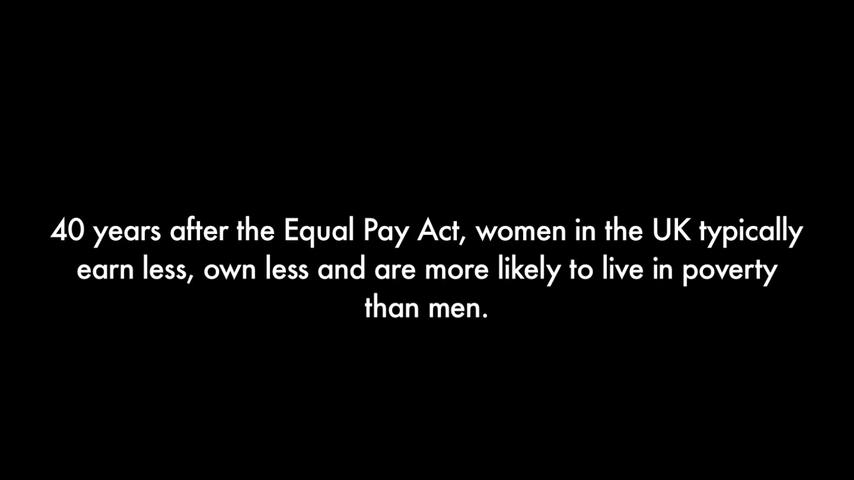 40 years after the Equal Pay Act, women in the UK typically
earn less, own less and are more likely to live in poverty
than men.